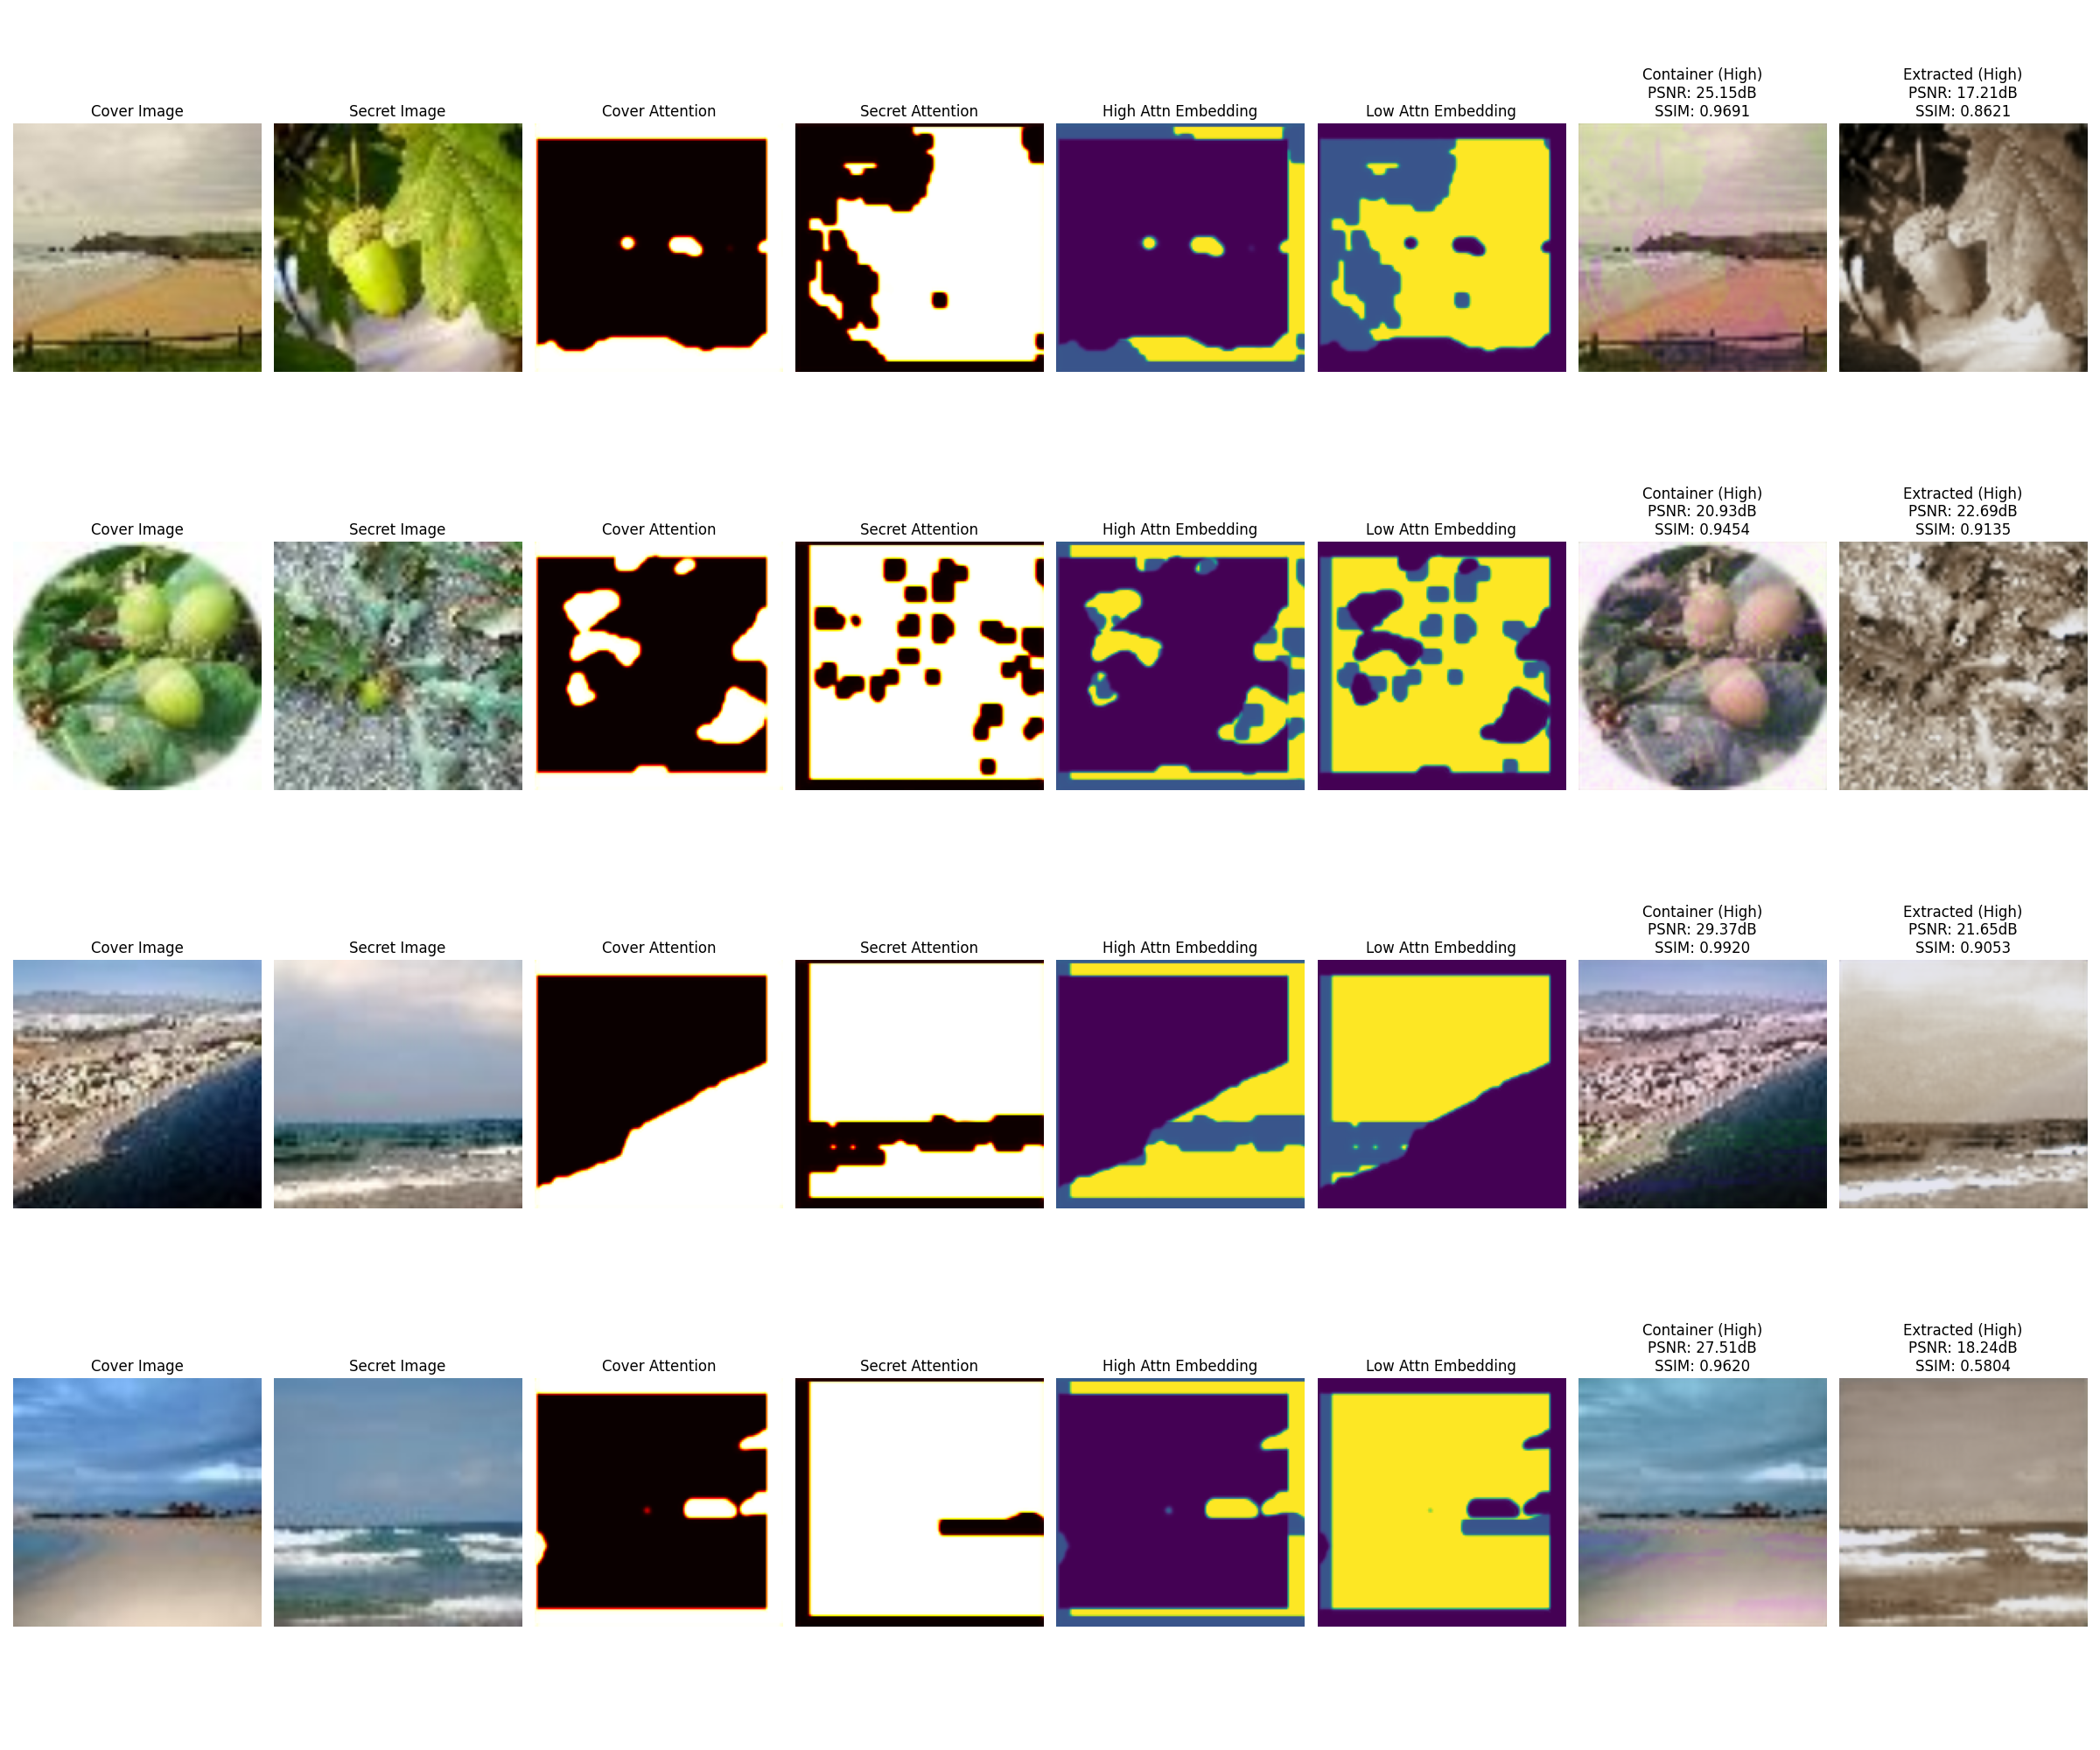 Container (High)
PSNR: 25.15dB
SSIM: 0.9691
Extracted (High)
PSNR: 17.21dB
SSIM: 0.8621
Cover Image
Secret Image
Cover Attention
Secret Attention
High Attn Embedding
Low Attn Embedding
Container (High)
PSNR: 20.93dB
SSIM: 0.9454
Extracted (High)
PSNR: 22.69dB
SSIM: 0.9135
Cover Image
Secret Image
Cover Attention
Secret Attention
High Attn Embedding
Low Attn Embedding
Container (High)
PSNR: 29.37dB
SSIM: 0.9920
Extracted (High)
PSNR: 21.65dB
SSIM: 0.9053
Cover Image
Secret Image
Cover Attention
Secret Attention
High Attn Embedding
Low Attn Embedding
Container (High)
PSNR: 27.51dB
SSIM: 0.9620
Extracted (High)
PSNR: 18.24dB
SSIM: 0.5804
Cover Image
Secret Image
Cover Attention
Secret Attention
High Attn Embedding
Low Attn Embedding